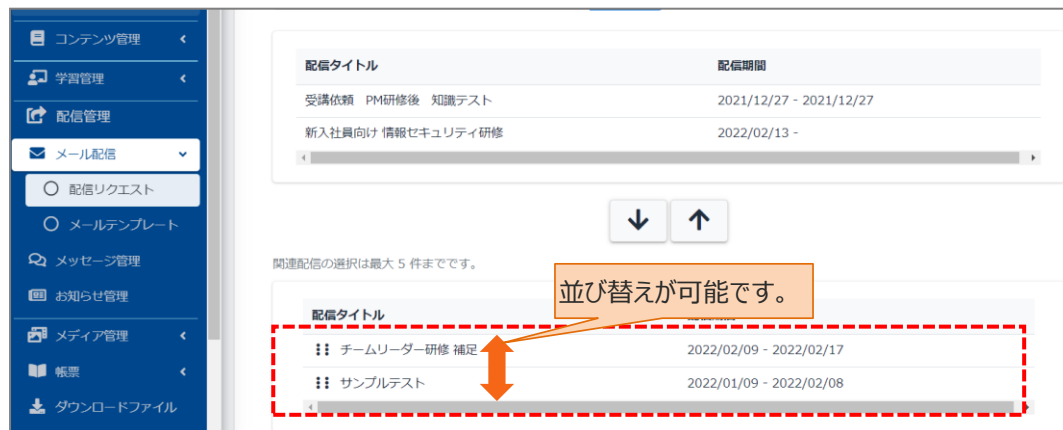 コンテンツ管理
学習管理
配信管理
メール配信
配信リクエスト
メールテンプレート
メッセージ管理
お知らせ管理
メディア管理
帳票
ダウンロードファイル
配信タイトル 配信期間
受講依頼 PM研修後 知識テスト 2021/12/27 - 2021/12/27
新入社員向け 情報セキュリティ研修 2022/02/13 -
関連配信の選択は最大 5 件までです。
並び替えが可能です。
配信タイトル
チームリーダー研修 補足 2022/02/09 - 2022/02/17
サンプルテスト 2022/01/09 - 2022/02/08